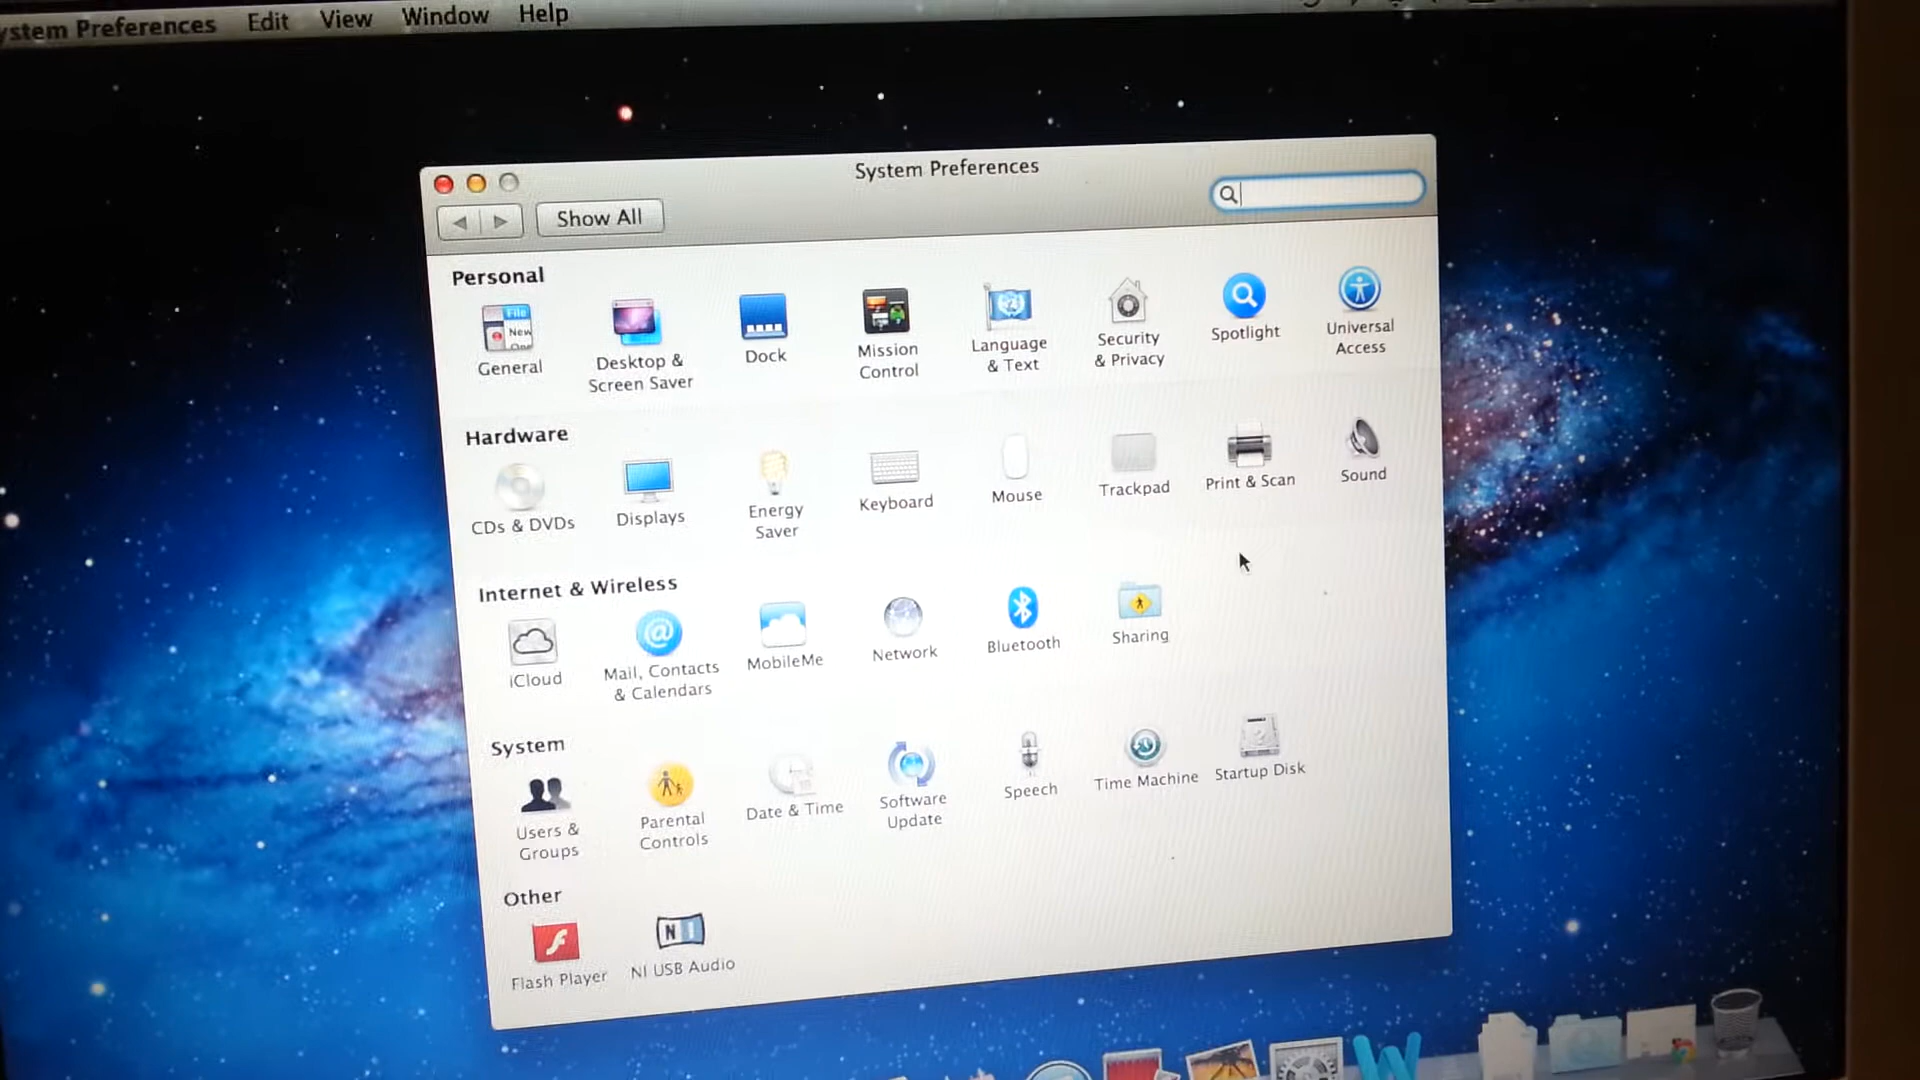 ystem Preferences Edit View Window Help
System Preferences
Show All
Personal
File
New
One
General
Desktop &
Screen Saver
Dock
Mission
Control
Language
& Text
Security
& Privacy
Spotlight
Universal
Access
Hardware
CDs & DVDs
Displays
Energy
Saver
Keyboard
Mouse
Trackpad
Print & Scan
Sound
Internet & Wireless
iCloud
@
Mail, Contacts
& Calendars
MobileMe
Network
Bluetooth
Sharing
System
Users &
Groups
Parental
Controls
Date & Time
Software
Update
Speech
Time Machine
Startup Disk
Other
Flash Player
N I
NI USB Audio
W